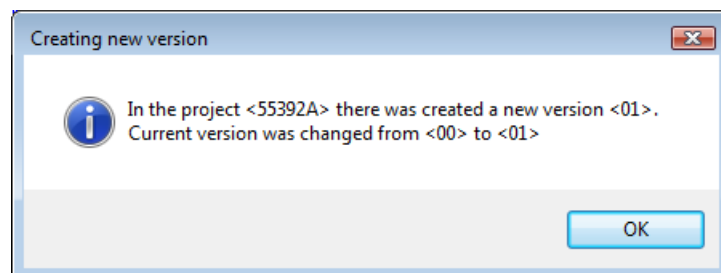 Creating new version
In the project <55392A> there was created a new version <01>.
Current version was changed from <00> to <01>
OK